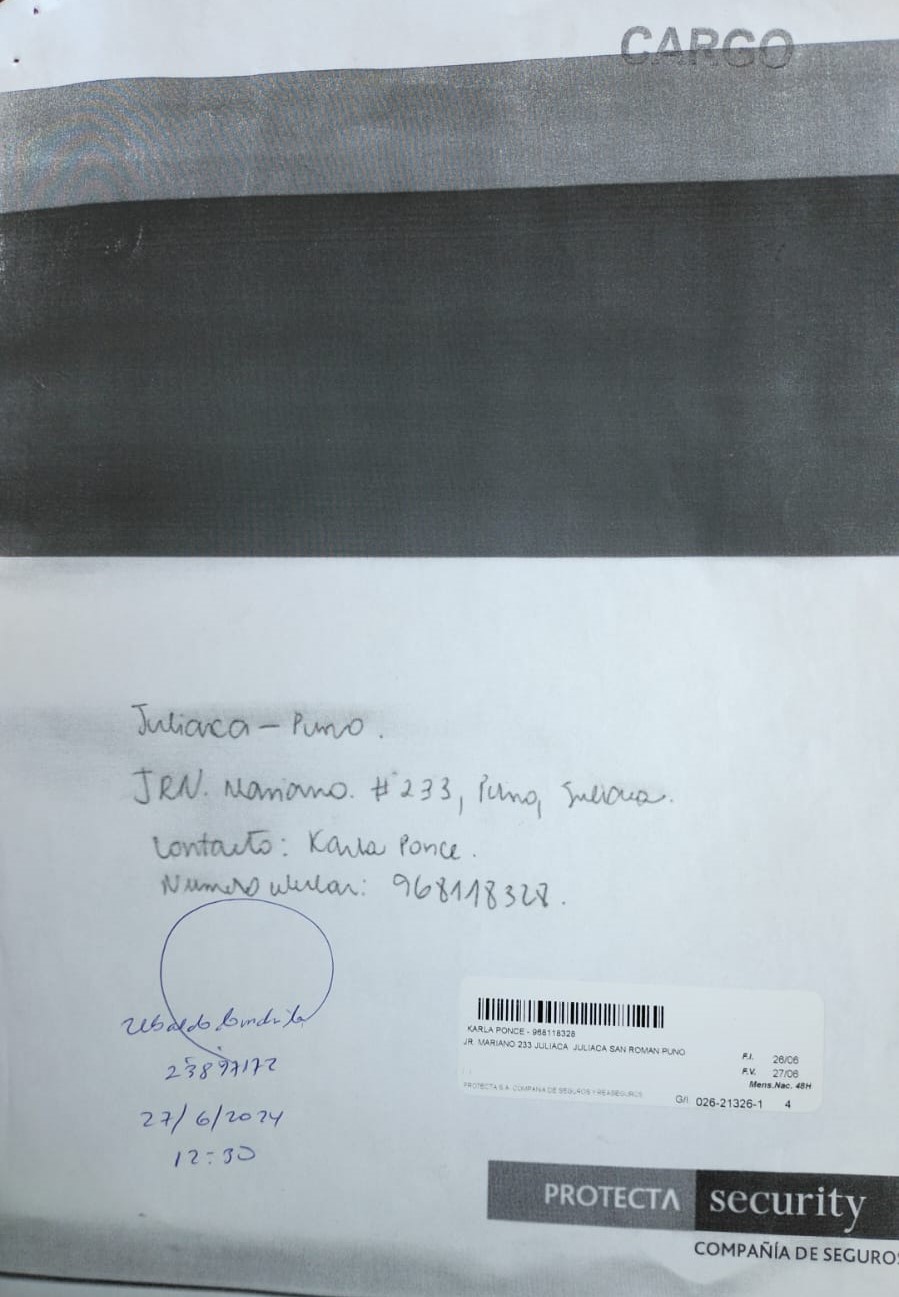 CARGO
Juliaca - Puno.
JRN. Mariano. # 233, Puno, Juliaca.
Contacto: Karla Ponce.
Numero celular: 968118328.
Ubaldo
23897172
27/6/2024
12:30
KARLA PONCE - 968118328
JR. MARIANO 233 JULIACA JULIACA SAN ROMAN PUNO
F.I. 26/06
F.V. 27/06
Mens.Nac. 48H
PROTECTA S.A. COMPAÑIA DE SEGUROS Y REASEGUROS
G/I. 026-21326-1 4
PROTECTA security
COMPAÑÍA DE SEGUROS